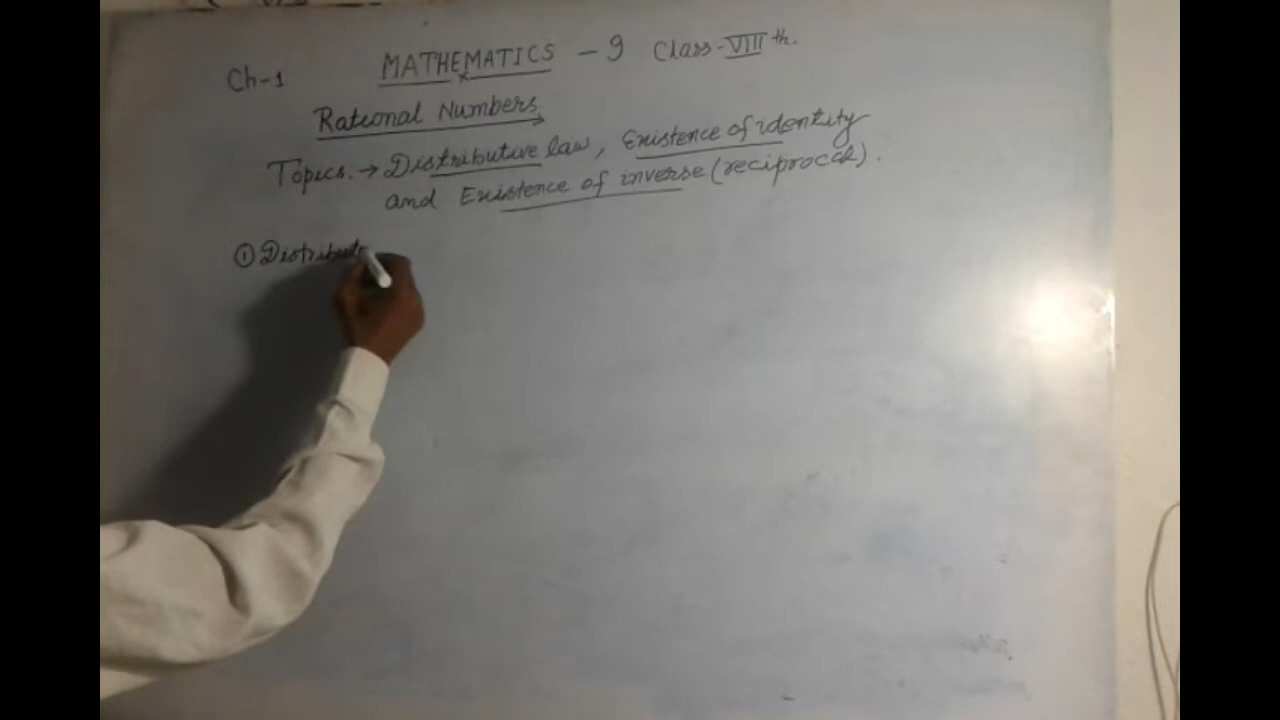 Ch-1 MATHEMATICS - 9 Class-VIII th.
Rational Numbers
Topics. → Distributive law, Existence of identity
and Existence of inverse (reciprocal).
① Distribut